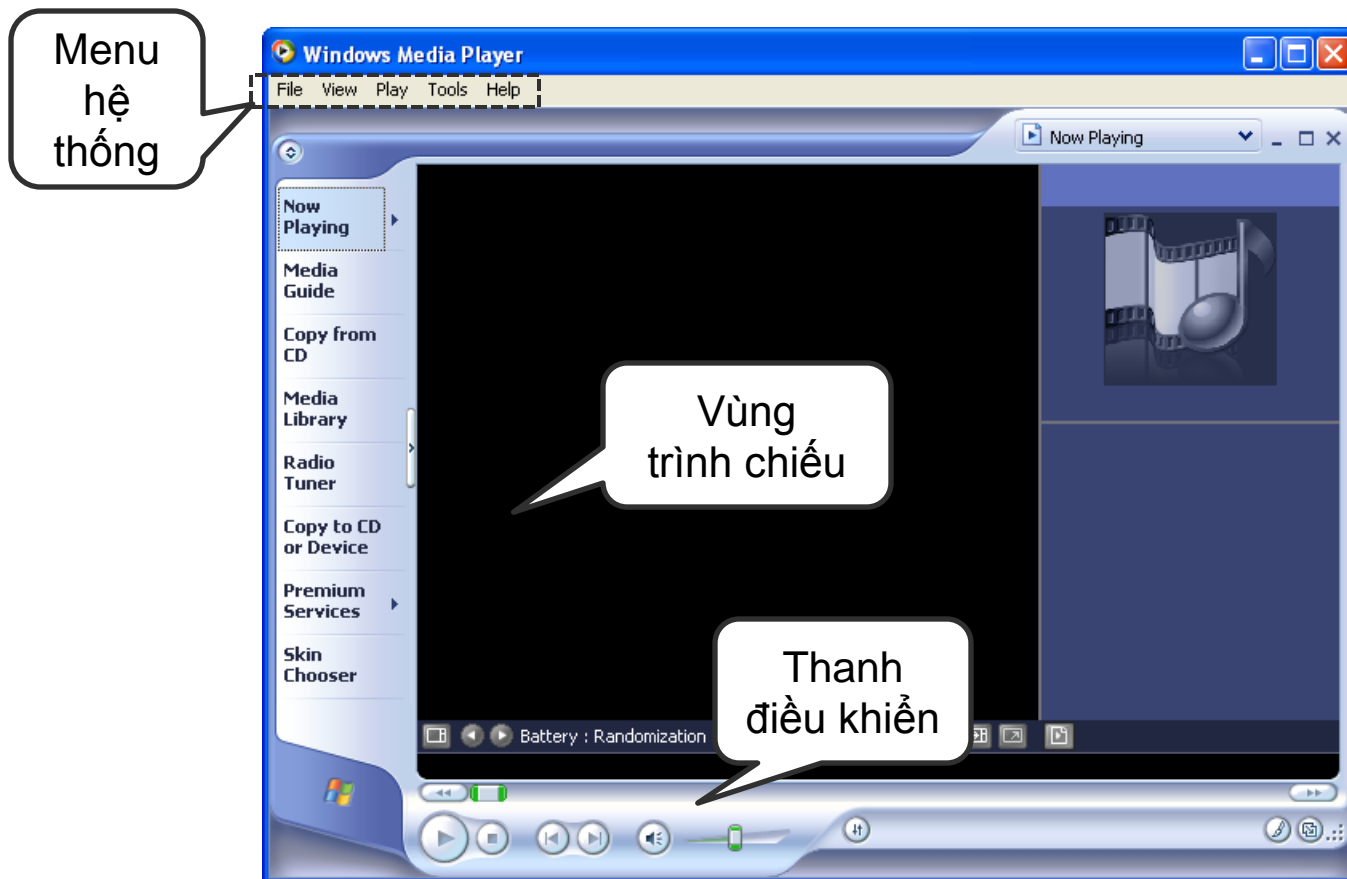 Menu
hệ
thống
Windows Media Player
File View Play Tools Help
Now Playing
Now
Playing
Media
Guide
Copy from
CD
Media
Library
Radio
Tuner
Copy to CD
or Device
Premium
Services
Skin
Chooser
Vùng
trình chiếu
Thanh
điều khiển
Battery : Randomization